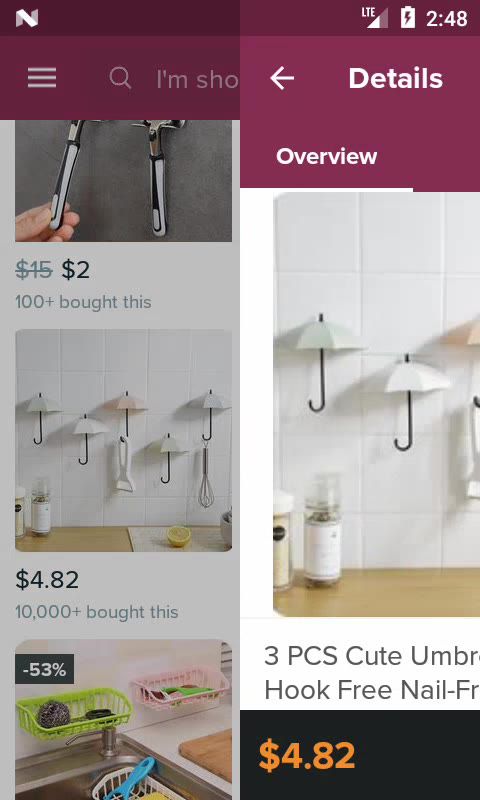 LTE 2:48
I'm sho
Details
Overview
$15 $2
100+ bought this
$4.82
10,000+ bought this
-53%
3 PCS Cute Umbre
Hook Free Nail-Fr
$4.82